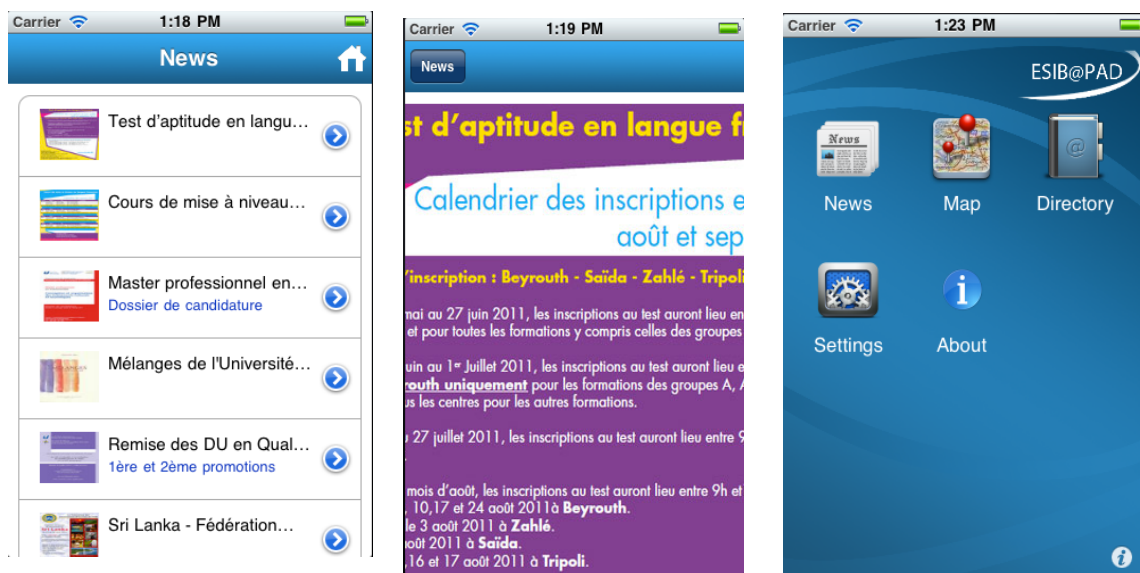 Carrier 1:18 PM
News
Test d’aptitude en langu...
Cours de mise à niveau...
Master professionnel en...
Dossier de candidature
Mélanges de l'Université...
Remise des DU en Qual...
1ère et 2ème promotions
Sri Lanka - Fédération...
Carrier 1:19 PM
News
st d’aptitude en langue f
Calendrier des inscriptions e
août et sep
’inscription : Beyrouth - Saïda - Zahlé - Tripoli
mai au 27 juin 2011, les inscriptions au test auront lieu en
et pour toutes les formations y compris celles des groupes
uin au 1er Juillet 2011, les inscriptions au test auront lieu e
routh uniquement pour les formations des groupes A, A
us les centres pour les autres formations.
27 juillet 2011, les inscriptions au test auront lieu entre 9
mois d’août, les inscriptions au test auront lieu entre 9h et
, 10,17 et 24 août 2011à Beyrouth.
le 3 août 2011 à Zahlé.
août 2011 à Saïda.
,16 et 17 août 2011 à Tripoli.
Carrier 1:23 PM
ESIB@PAD
News
News Map Directory
Settings About